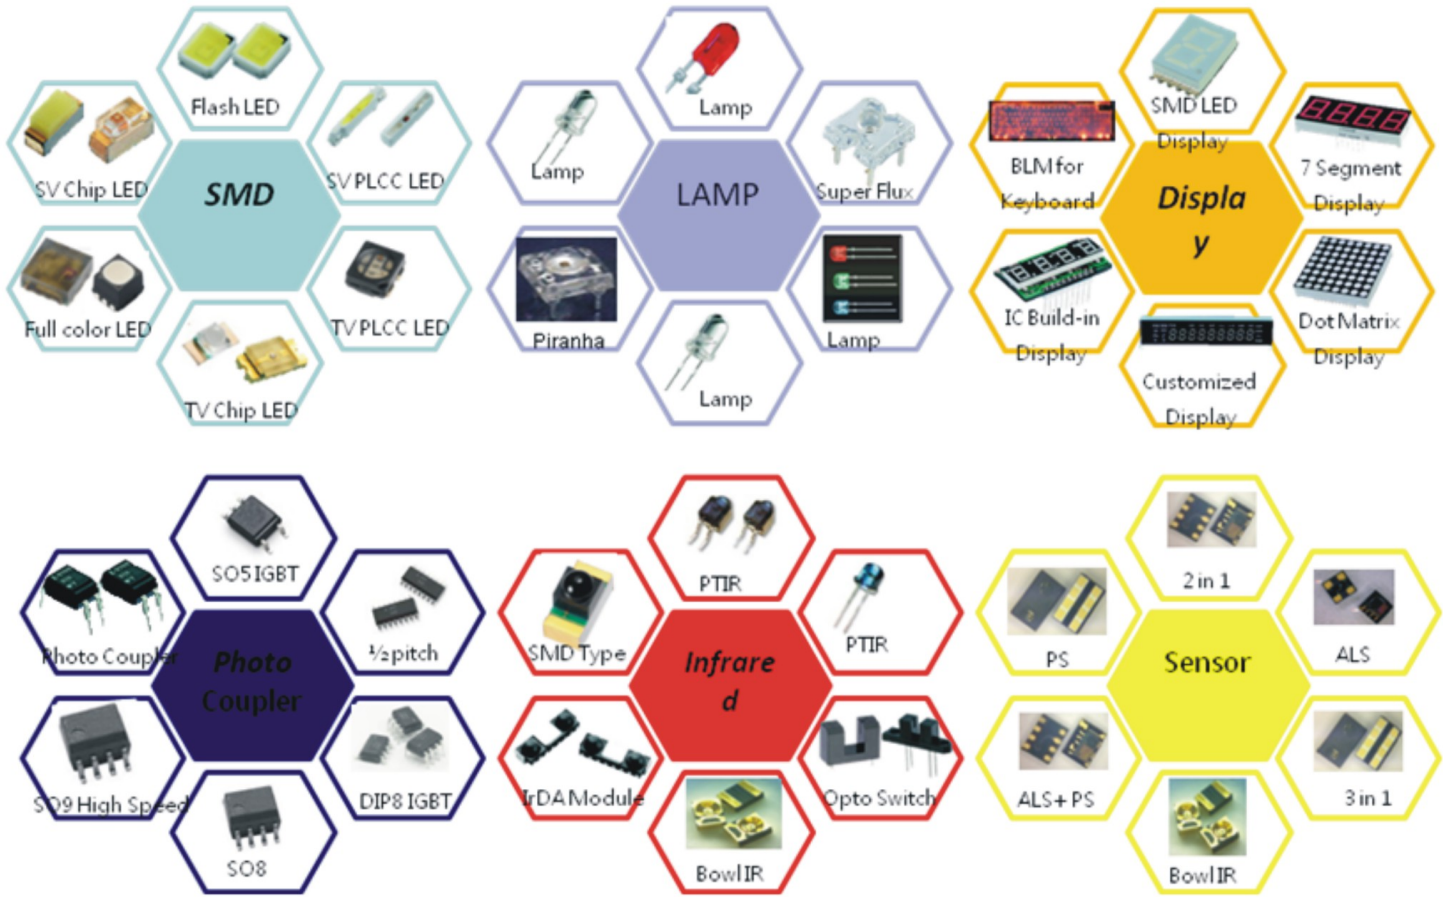 Flash LED
SV Chip LED
SV PLCC LED
SMD
Full color LED
TV PLCC LED
TV Chip LED
Lamp
Lamp
Super Flux
LAMP
Piranha
Lamp
Lamp
SMD LED
Display
BLM for
Keyboard
7 Segment
Display
Displa
y
IC Build-in
Display
Dot Matrix
Display
Customized
Display
SO5 IGBT
Photo Coupler
½ pitch
Photo
Coupler
SO9 High Speed
DIP8 IGBT
SO8
PTIR
SMD Type
PTIR
Infrare
d
IrDA Module
Opto Switch
Bowl IR
2 in 1
PS
ALS
Sensor
ALS+ PS
3 in 1
Bowl IR